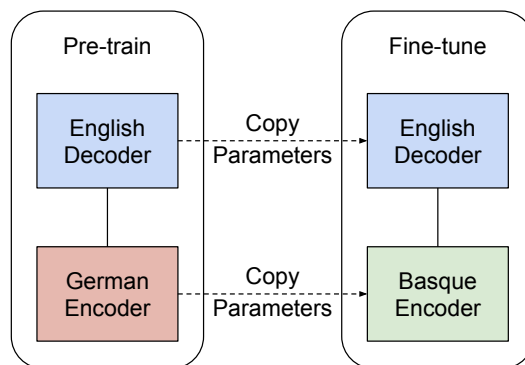 Pre-train
Fine-tune
English
Decoder
Copy
Parameters
English
Decoder
German
Encoder
Copy
Parameters
Basque
Encoder